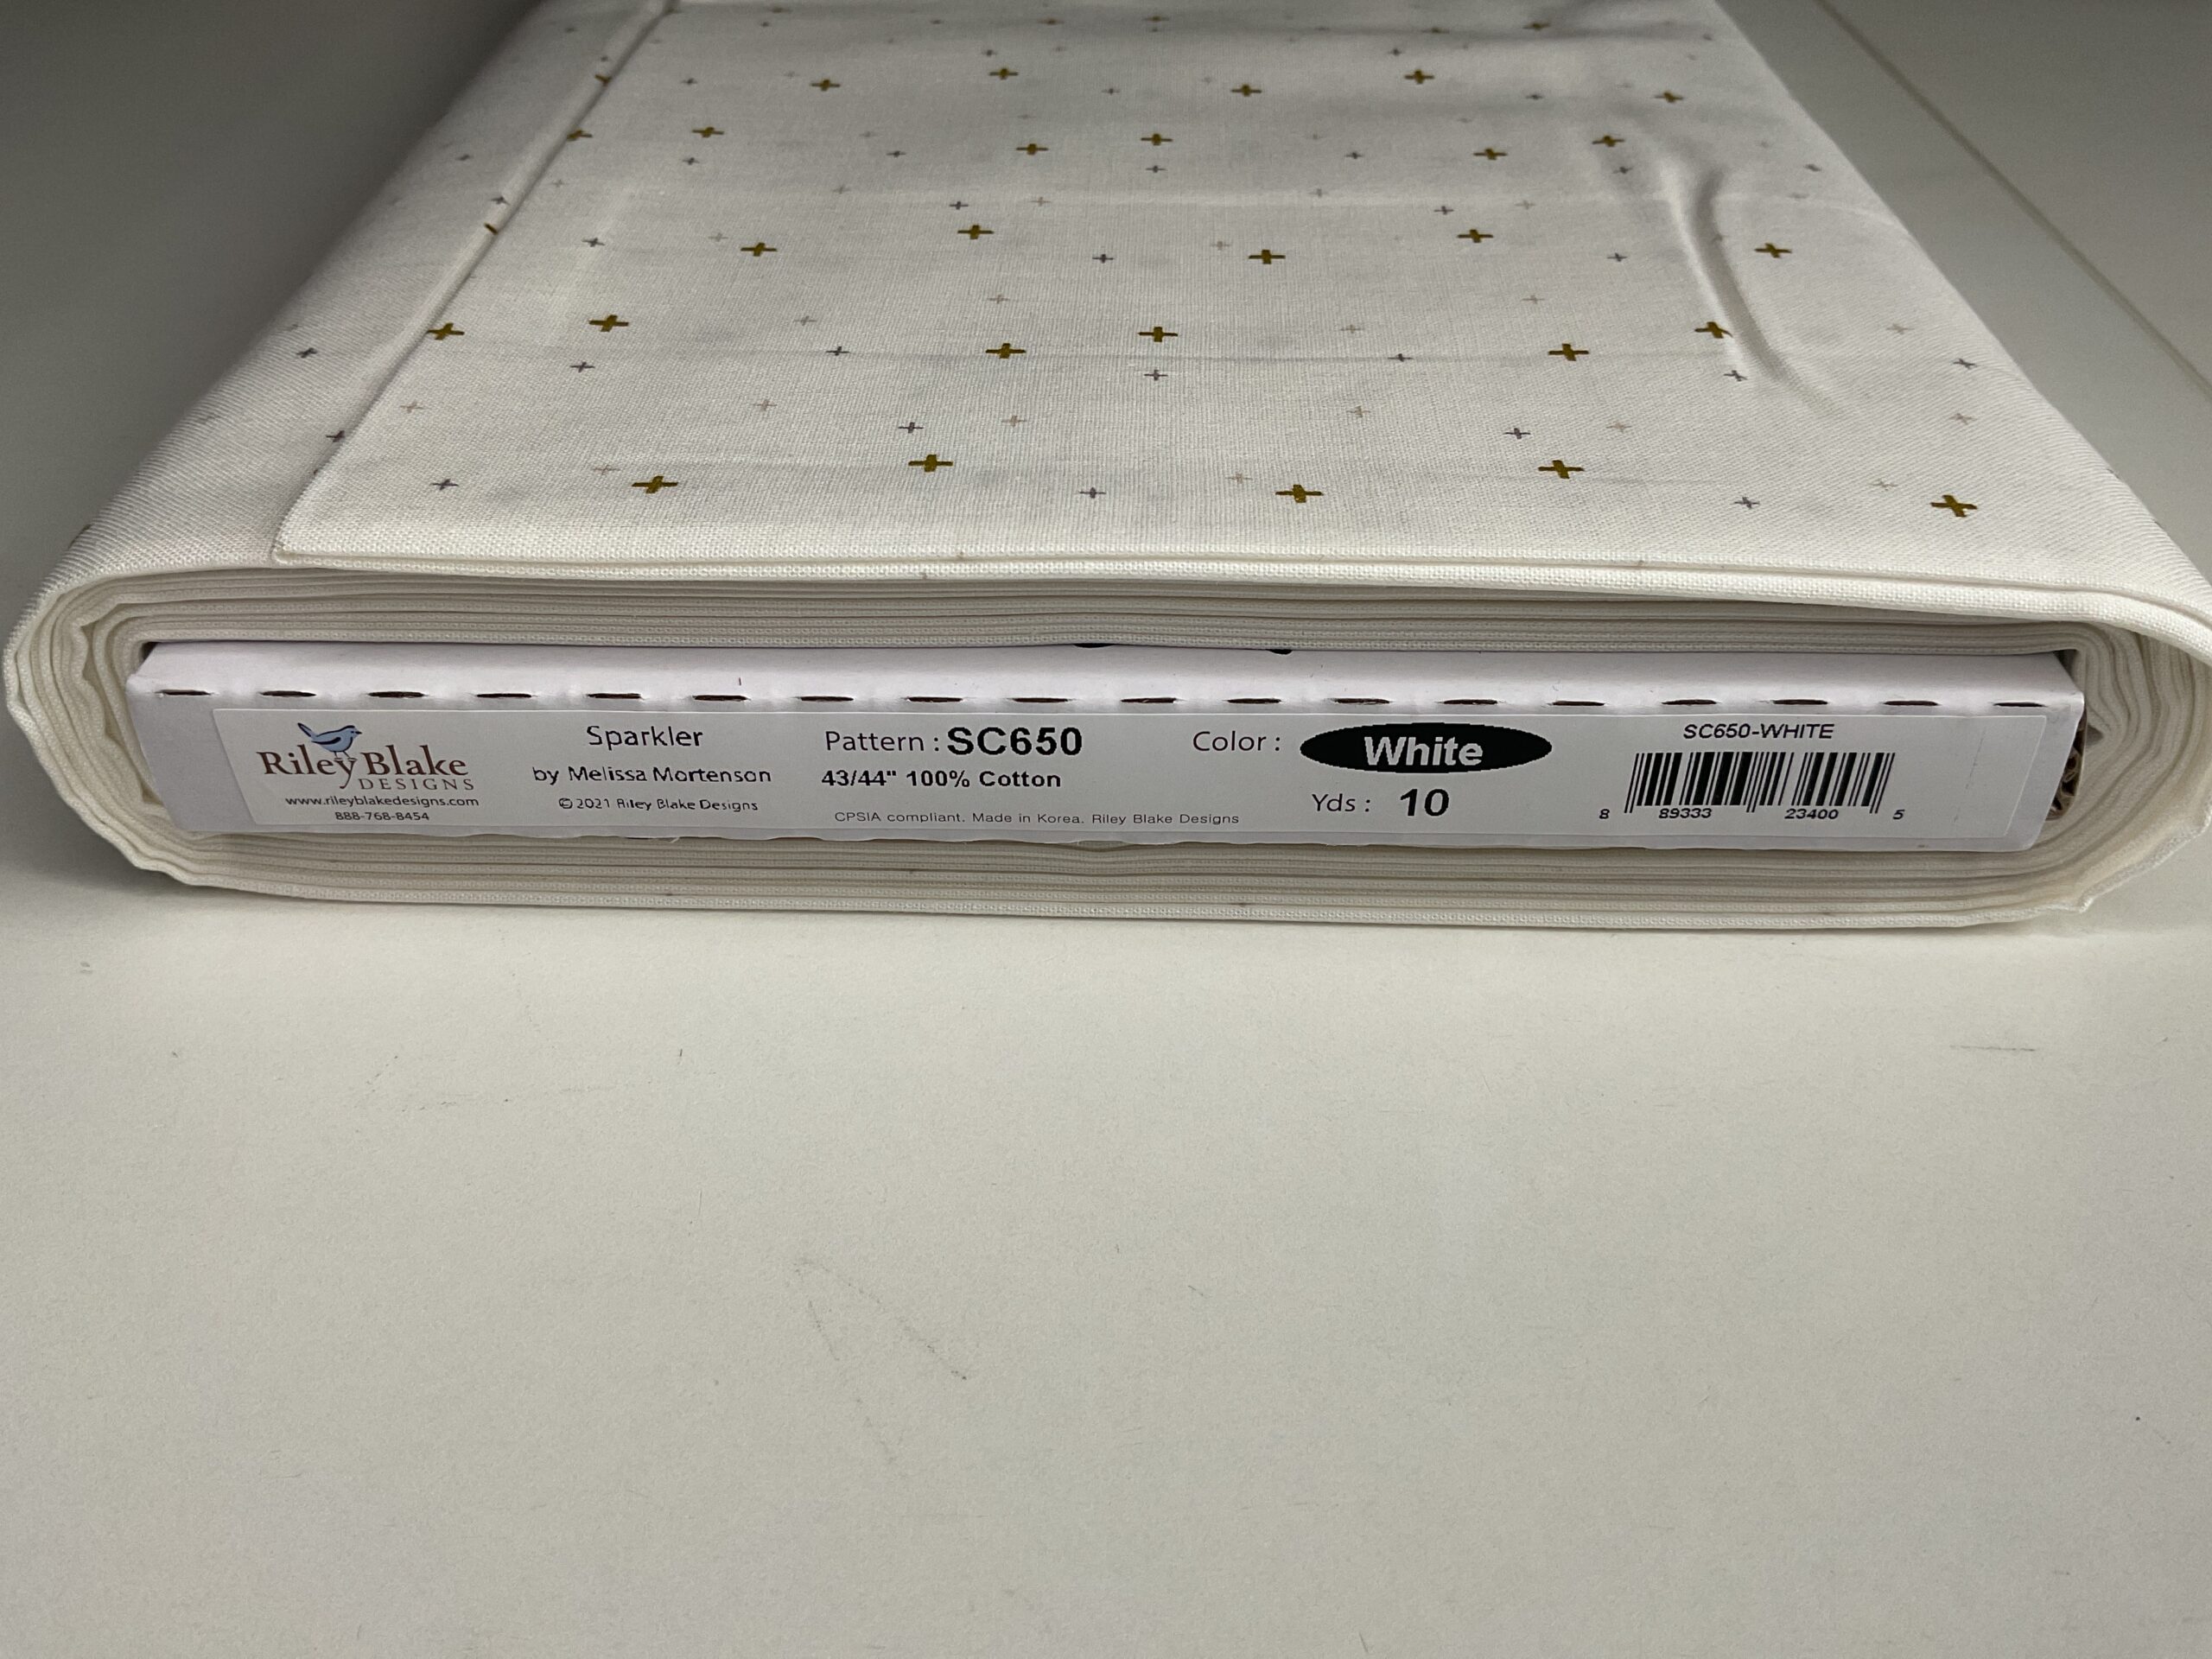 Riley Blake
DESIGNS
www.rileyblakedesigns.com
888-768-8454
Sparkler
by Melissa Mortenson
©2021 Riley Blake Designs
Pattern : SC650
43/44" 100% Cotton
CPSIA compliant. Made in Korea. Riley Blake Designs
Color : White
Yds : 10
SC650-WHITE
8 89333 23400 5